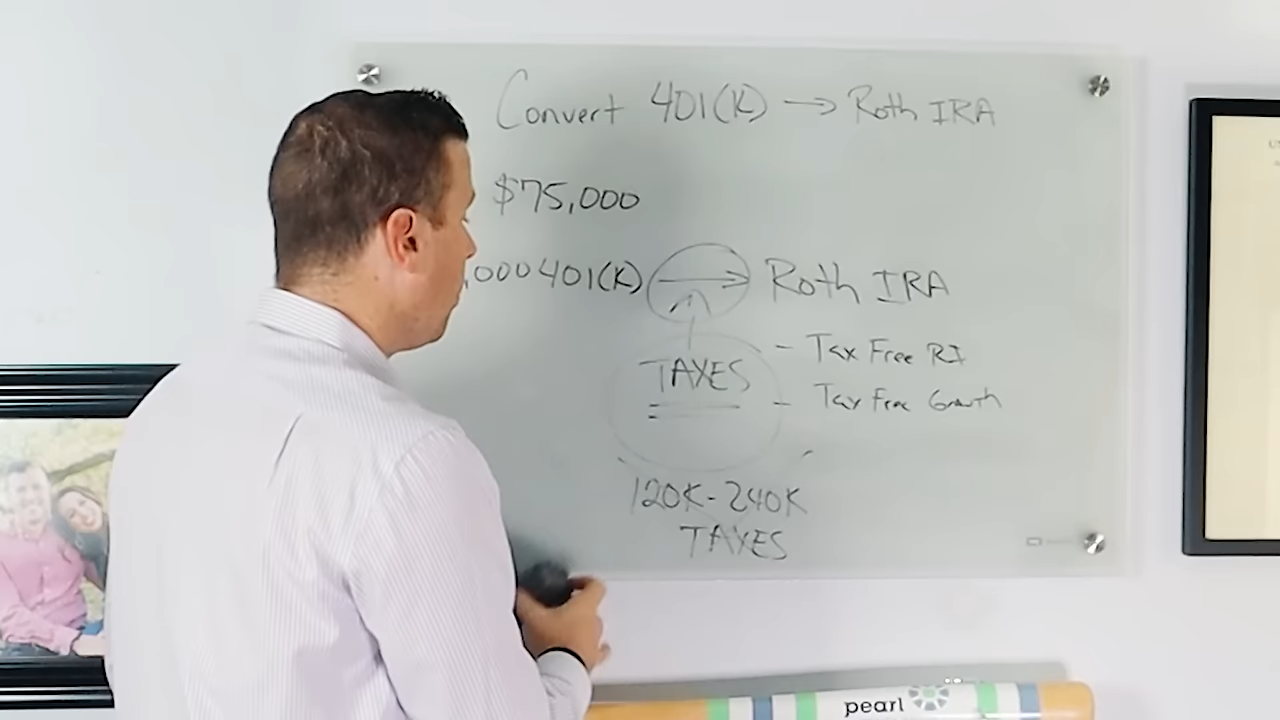 Convert 401(K) → Roth IRA
$75,000
,000 401(K) → Roth IRA
TAXES
- Tax Free RI
- Tax Free Growth
120K-240K
TAXES
pearl